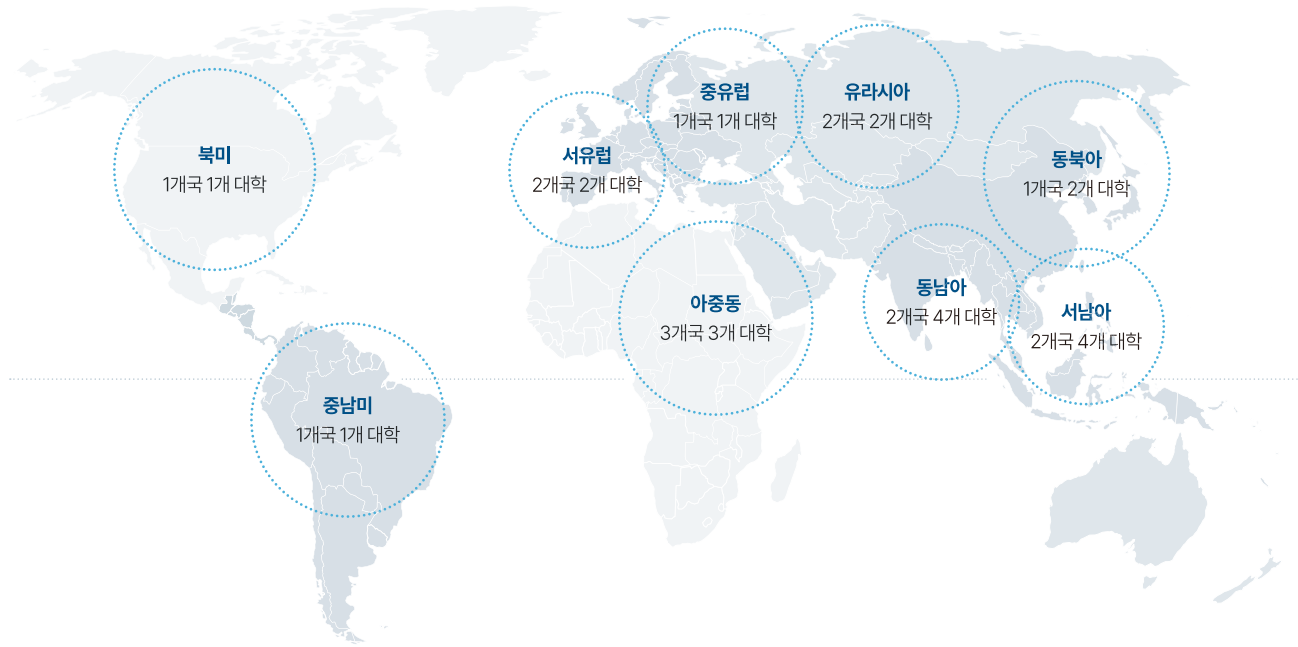 중유럽
1개국 1개 대학
유라시아
2개국 2개 대학
북미
1개국 1개 대학
서유럽
2개국 2개 대학
동북아
1개국 2개 대학
아중동
3개국 3개 대학
동남아
2개국 4개 대학
서남아
2개국 4개 대학
중남미
1개국 1개 대학